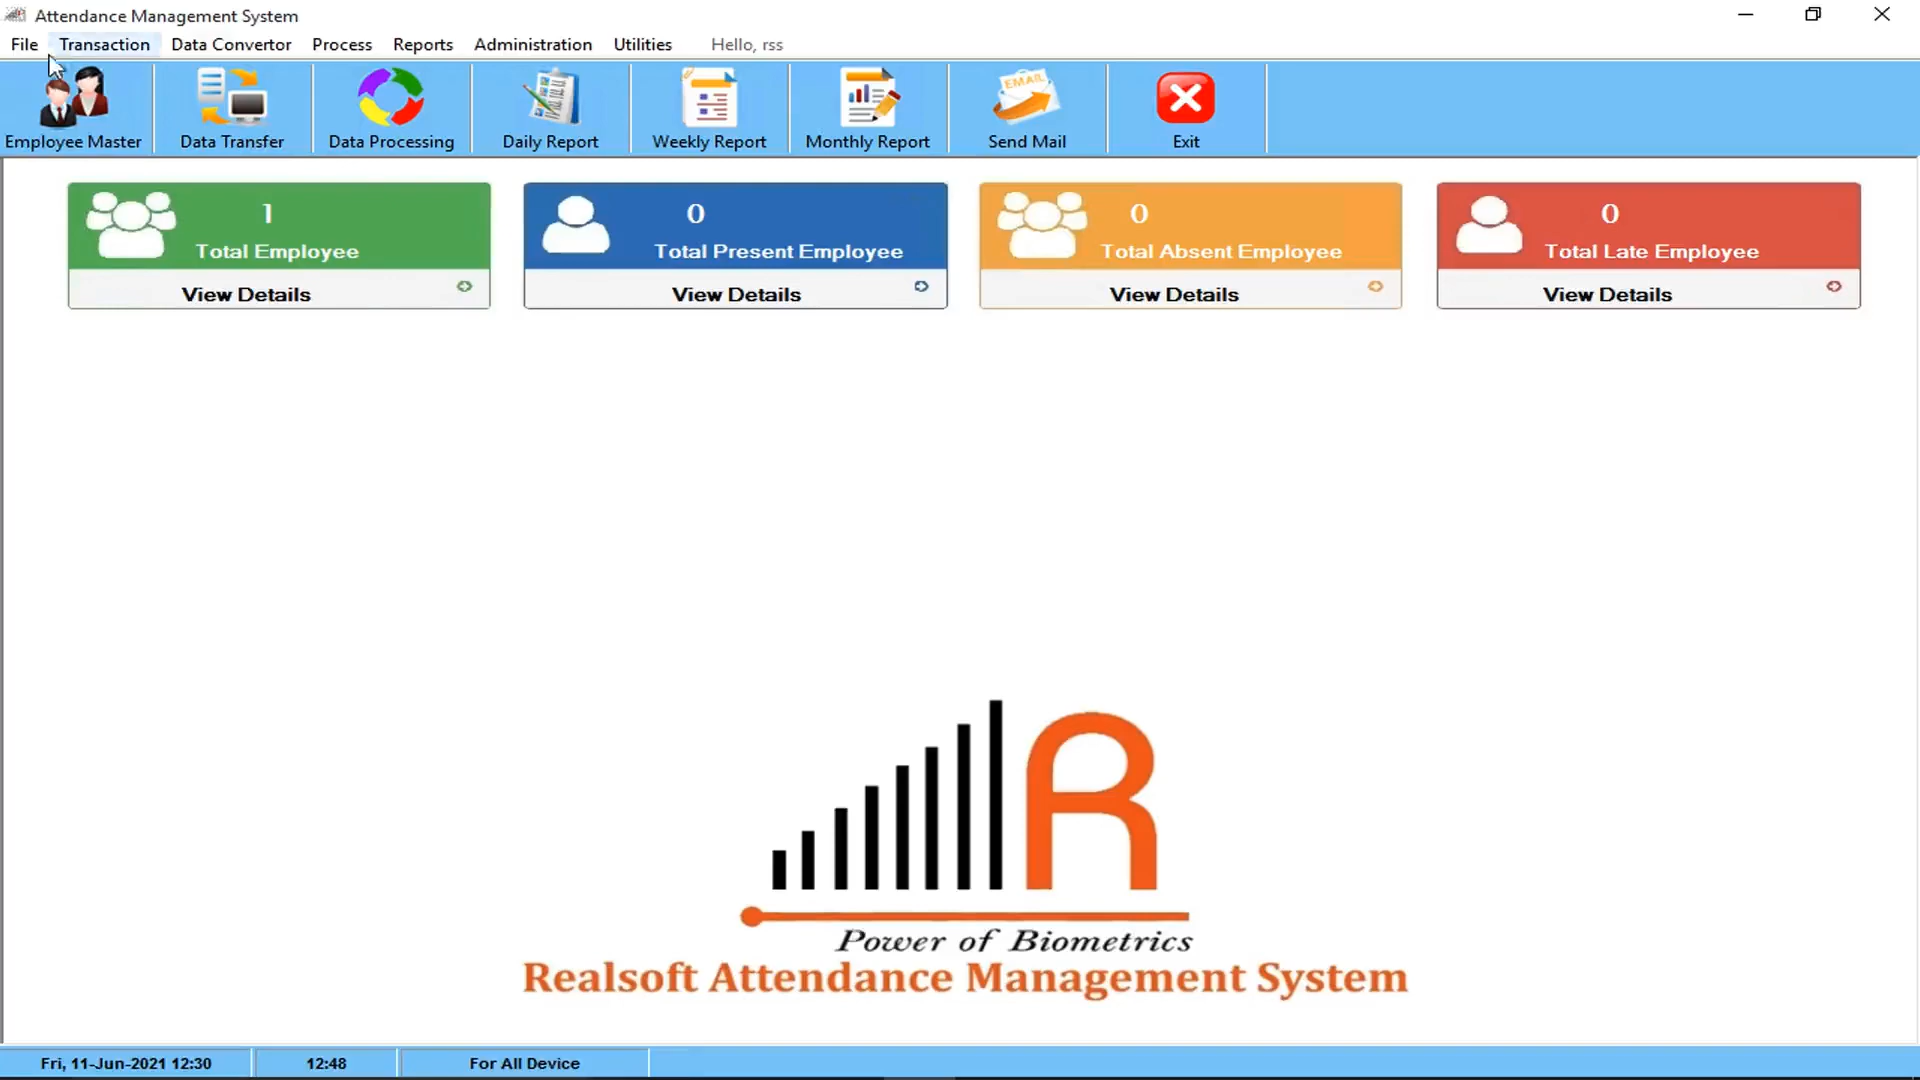 Attendance Management System
File Transaction Data Convertor Process Reports Administration Utilities Hello, rss
Employee Master Data Transfer Data Processing Daily Report Weekly Report Monthly Report EMAIL Send Mail Exit
1 0 0 0
Total Employee Total Present Employee Total Absent Employee Total Late Employee
View Details View Details View Details View Details
R
Power of Biometrics
Realsoft Attendance Management System
Fri, 11-Jun-2021 12:30 12:48 For All Device